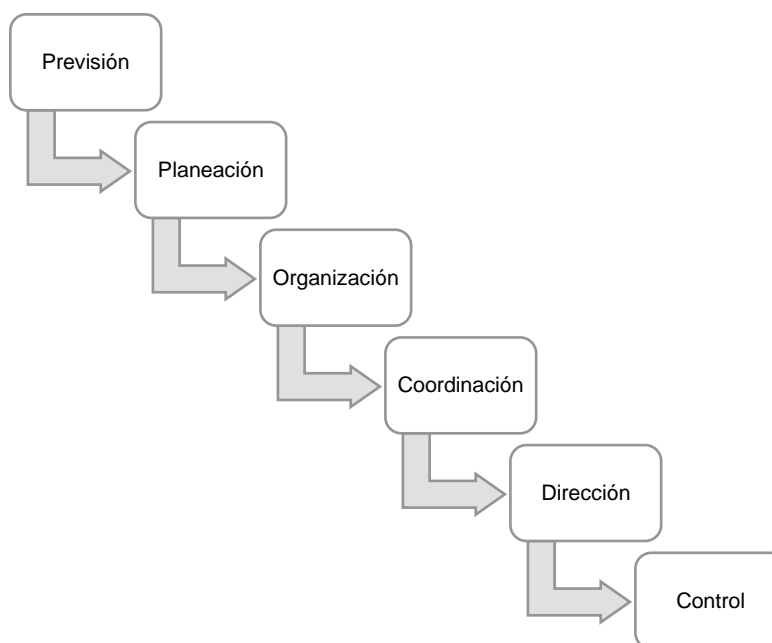 Previsión
Planeación
Organización
Coordinación
Dirección
Control